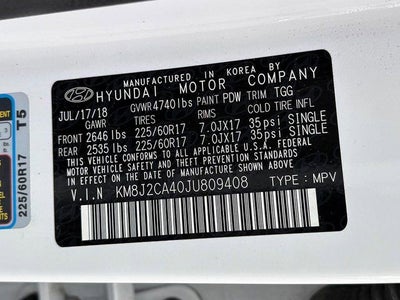 MANUFACTURED IN KOREA BY
HYUNDAI MOTOR COMPANY
JUL/17/18 GVWR4740lbs PAINT PDW TRIM TGG
GAWR TIRES RIMS COLD TIRE INFL
FRONT 2646 lbs 225/60R17 7.0JX17 35psi SINGLE
REAR 2535 lbs 225/60R17 7.0JX17 35psi SINGLE
THIS VEHICLE CONFORMS TO ALL APPLICABLE U.S.A. FEDERAL
MOTOR VEHICLE SAFETY, BUMPER, AND THEFT PREVENTION
STANDARDS IN EFFECT ON THE DATE OF MANUFACTURE SHOWN ABOVE.
V.I.N KM8J2CA40JU809408 TYPE: MPV
T5
225/60R17